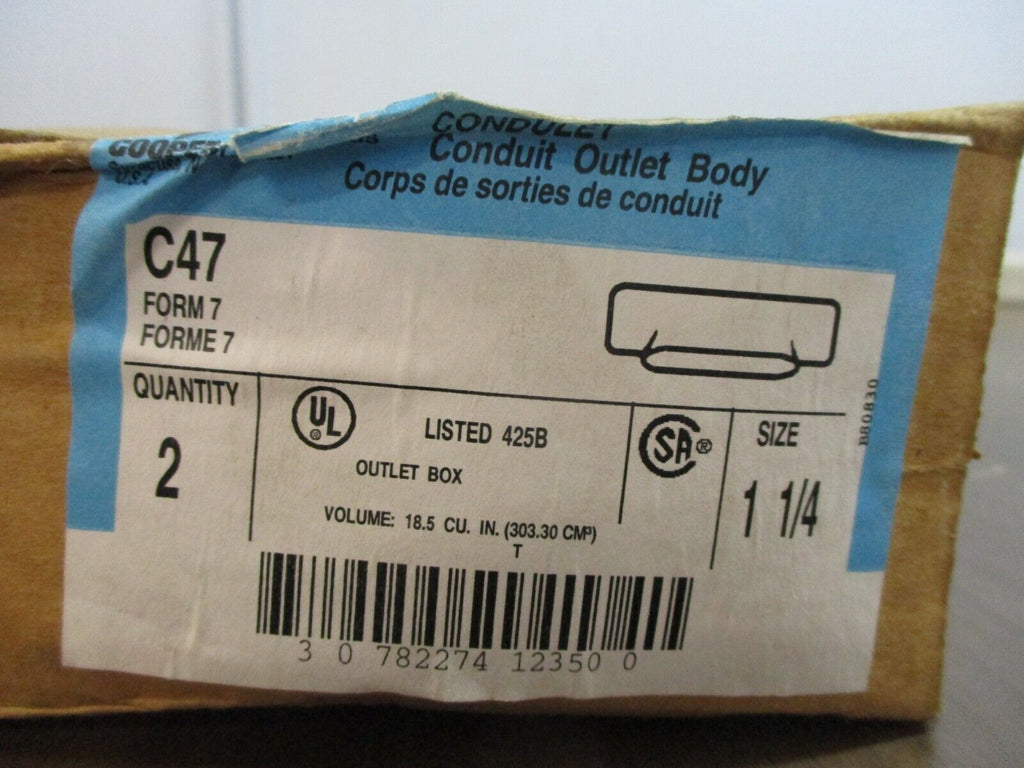 CONDULET
COOPER
Conduit Outlet Body
Corps de sorties de conduit
C47
FORM 7
FORME 7
QUANTITY
2
UL
®
LISTED 425B
OUTLET BOX
VOLUME: 18.5 CU. IN. (303.30 CM³)
T
SA ®
SIZE
1 1/4
B80830
3 0 782274 12350 0